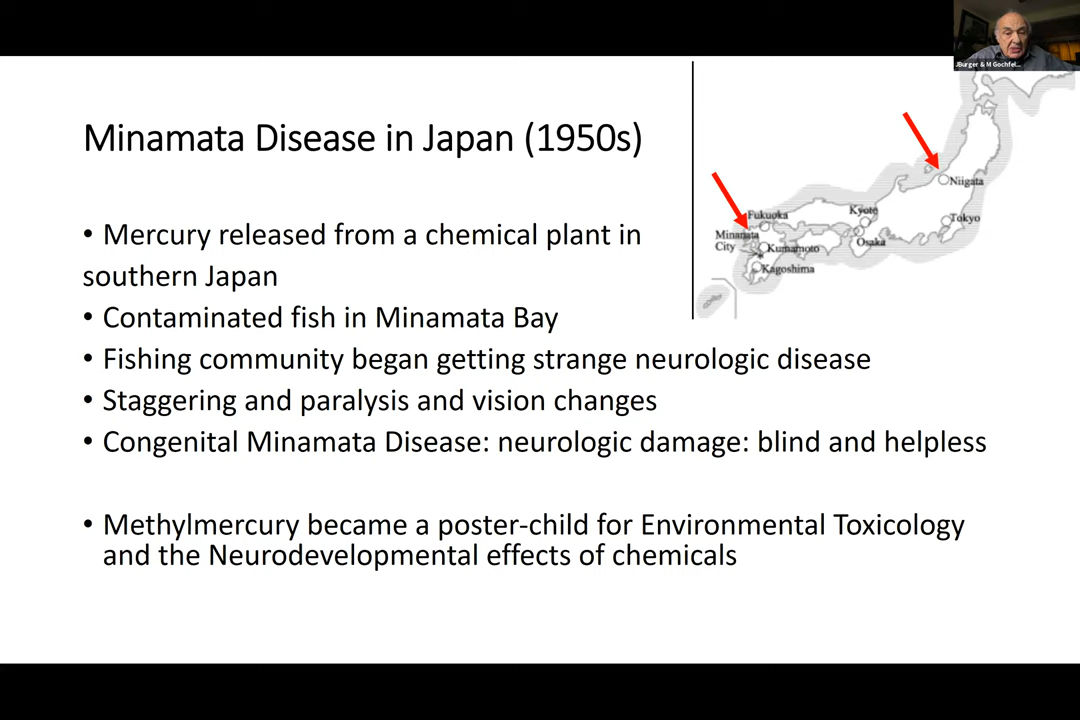 JBurger & M Gochfel...
Minamata Disease in Japan (1950s)
• Mercury released from a chemical plant in
southern Japan
• Contaminated fish in Minamata Bay
• Fishing community began getting strange neurologic disease
• Staggering and paralysis and vision changes
• Congenital Minamata Disease: neurologic damage: blind and helpless
• Methylmercury became a poster-child for Environmental Toxicology
and the Neurodevelopmental effects of chemicals
Niigata
Fukuoka
Kyoto
Tokyo
Minamata
City
Osaka
Kumamoto
Kagoshima